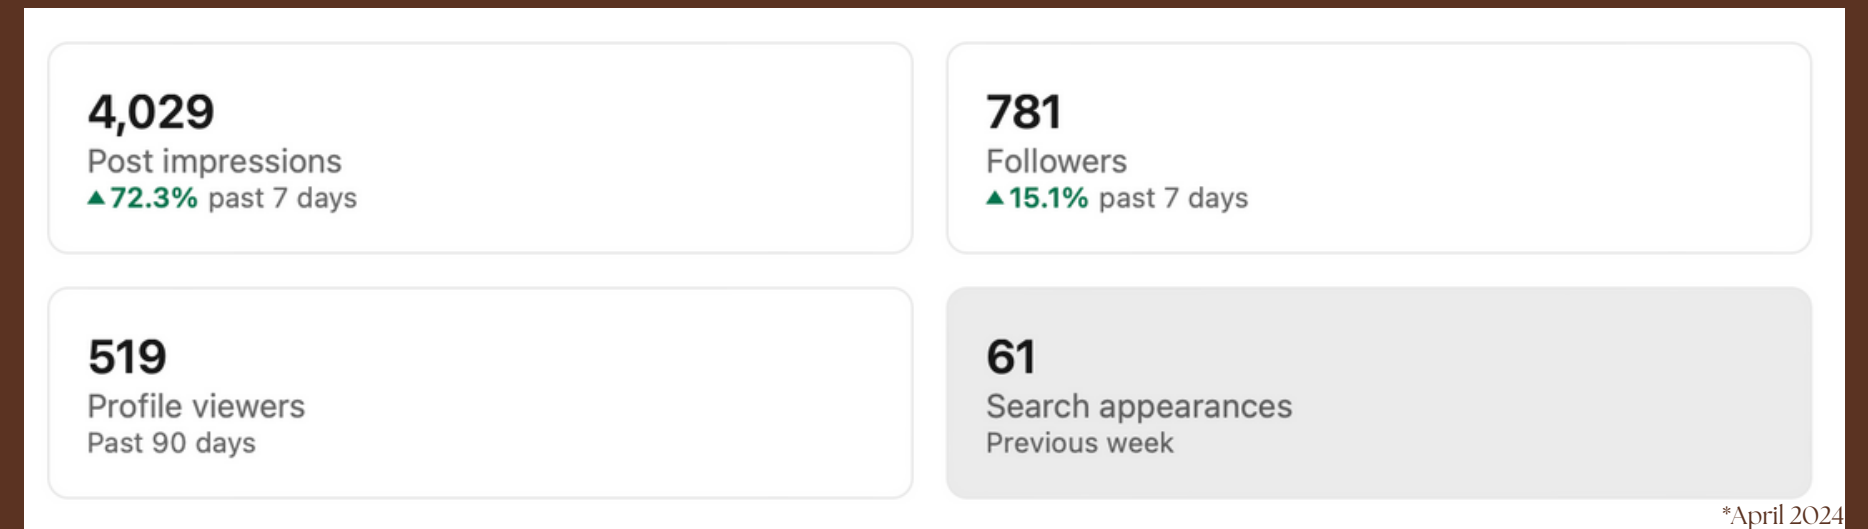 4,029
Post impressions
▲72.3% past 7 days
781
Followers
▲15.1% past 7 days
519
Profile viewers
Past 90 days
61
Search appearances
Previous week
*April 2024